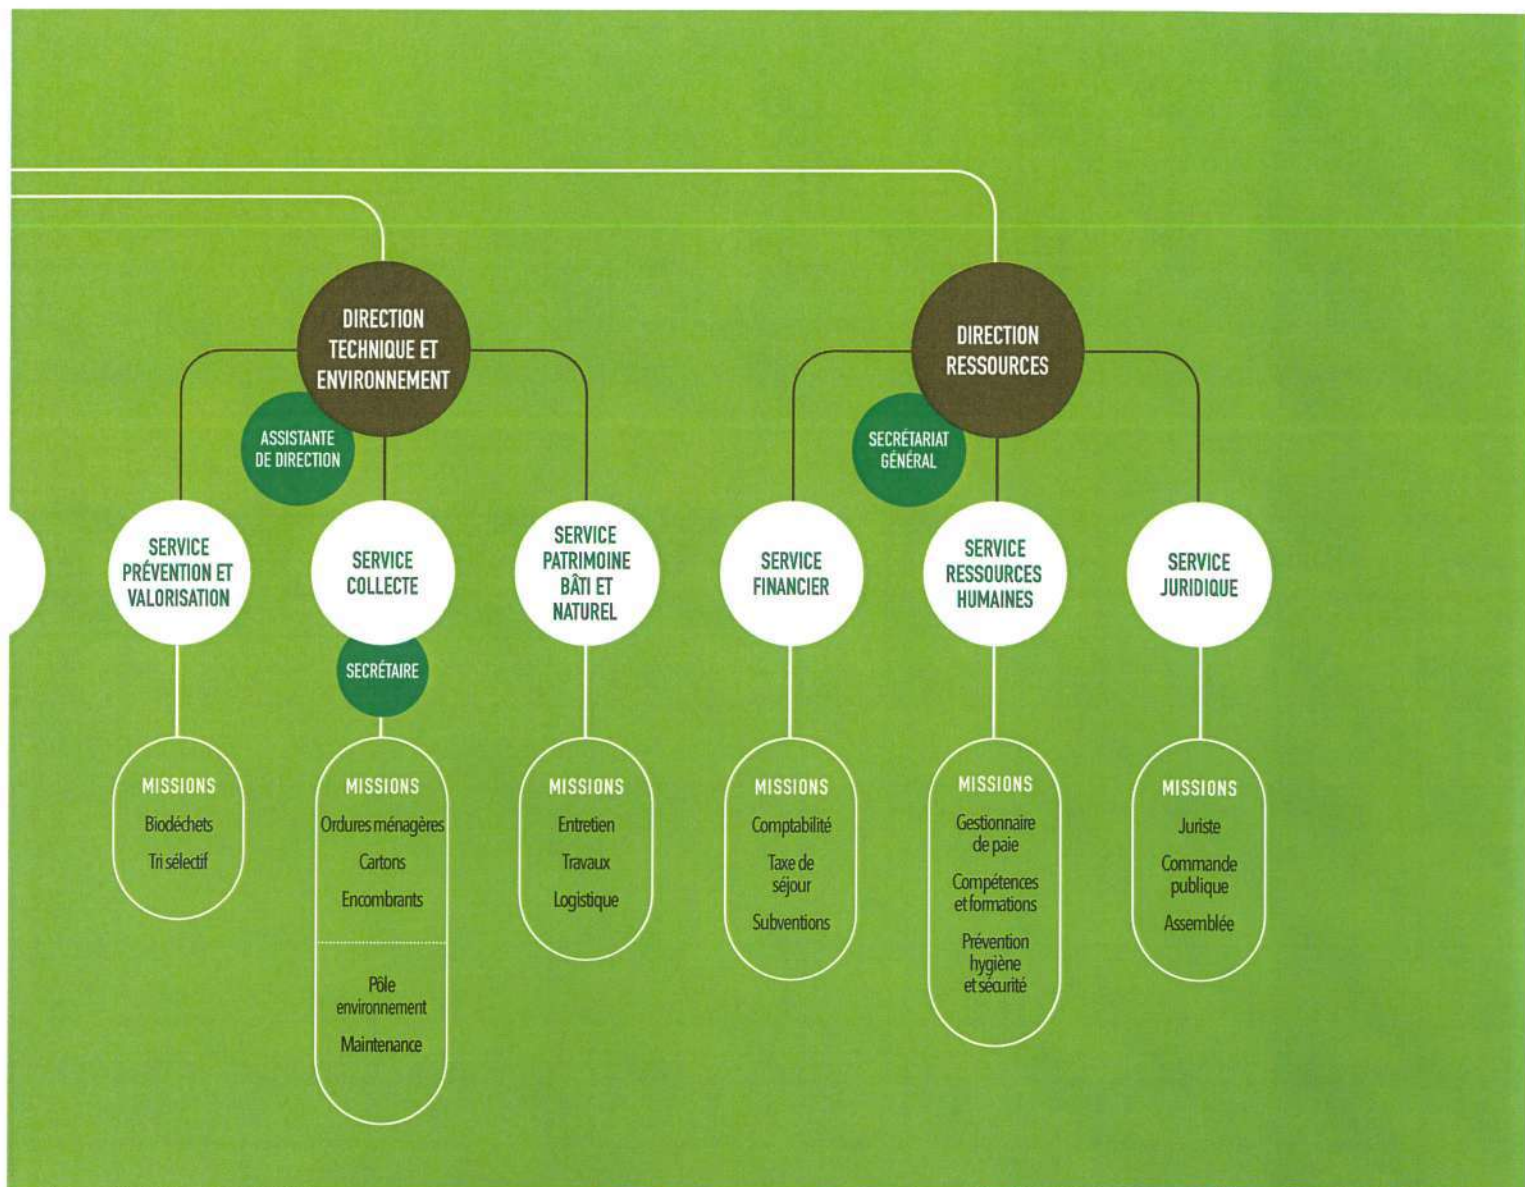 DIRECTION
TECHNIQUE ET
ENVIRONNEMENT
ASSISTANTE
DE DIRECTION
SERVICE
PRÉVENTION ET
VALORISATION
MISSIONS
Biodéchets
Tri sélectif
SERVICE
COLLECTE
SECRÉTAIRE
MISSIONS
Ordures ménagères
Cartons
Encombrants
Pôle
environnement
Maintenance
SERVICE
PATRIMOINE
BÂTI ET
NATUREL
MISSIONS
Entretien
Travaux
Logistique
DIRECTION
RESSOURCES
SECRÉTARIAT
GÉNÉRAL
SERVICE
FINANCIER
MISSIONS
Comptabilité
Taxe de
séjour
Subventions
SERVICE
RESSOURCES
HUMAINES
MISSIONS
Gestionnaire
de paie
Compétences
et formations
Prévention
hygiène
et sécurité
SERVICE
JURIDIQUE
MISSIONS
Juriste
Commande
publique
Assemblée